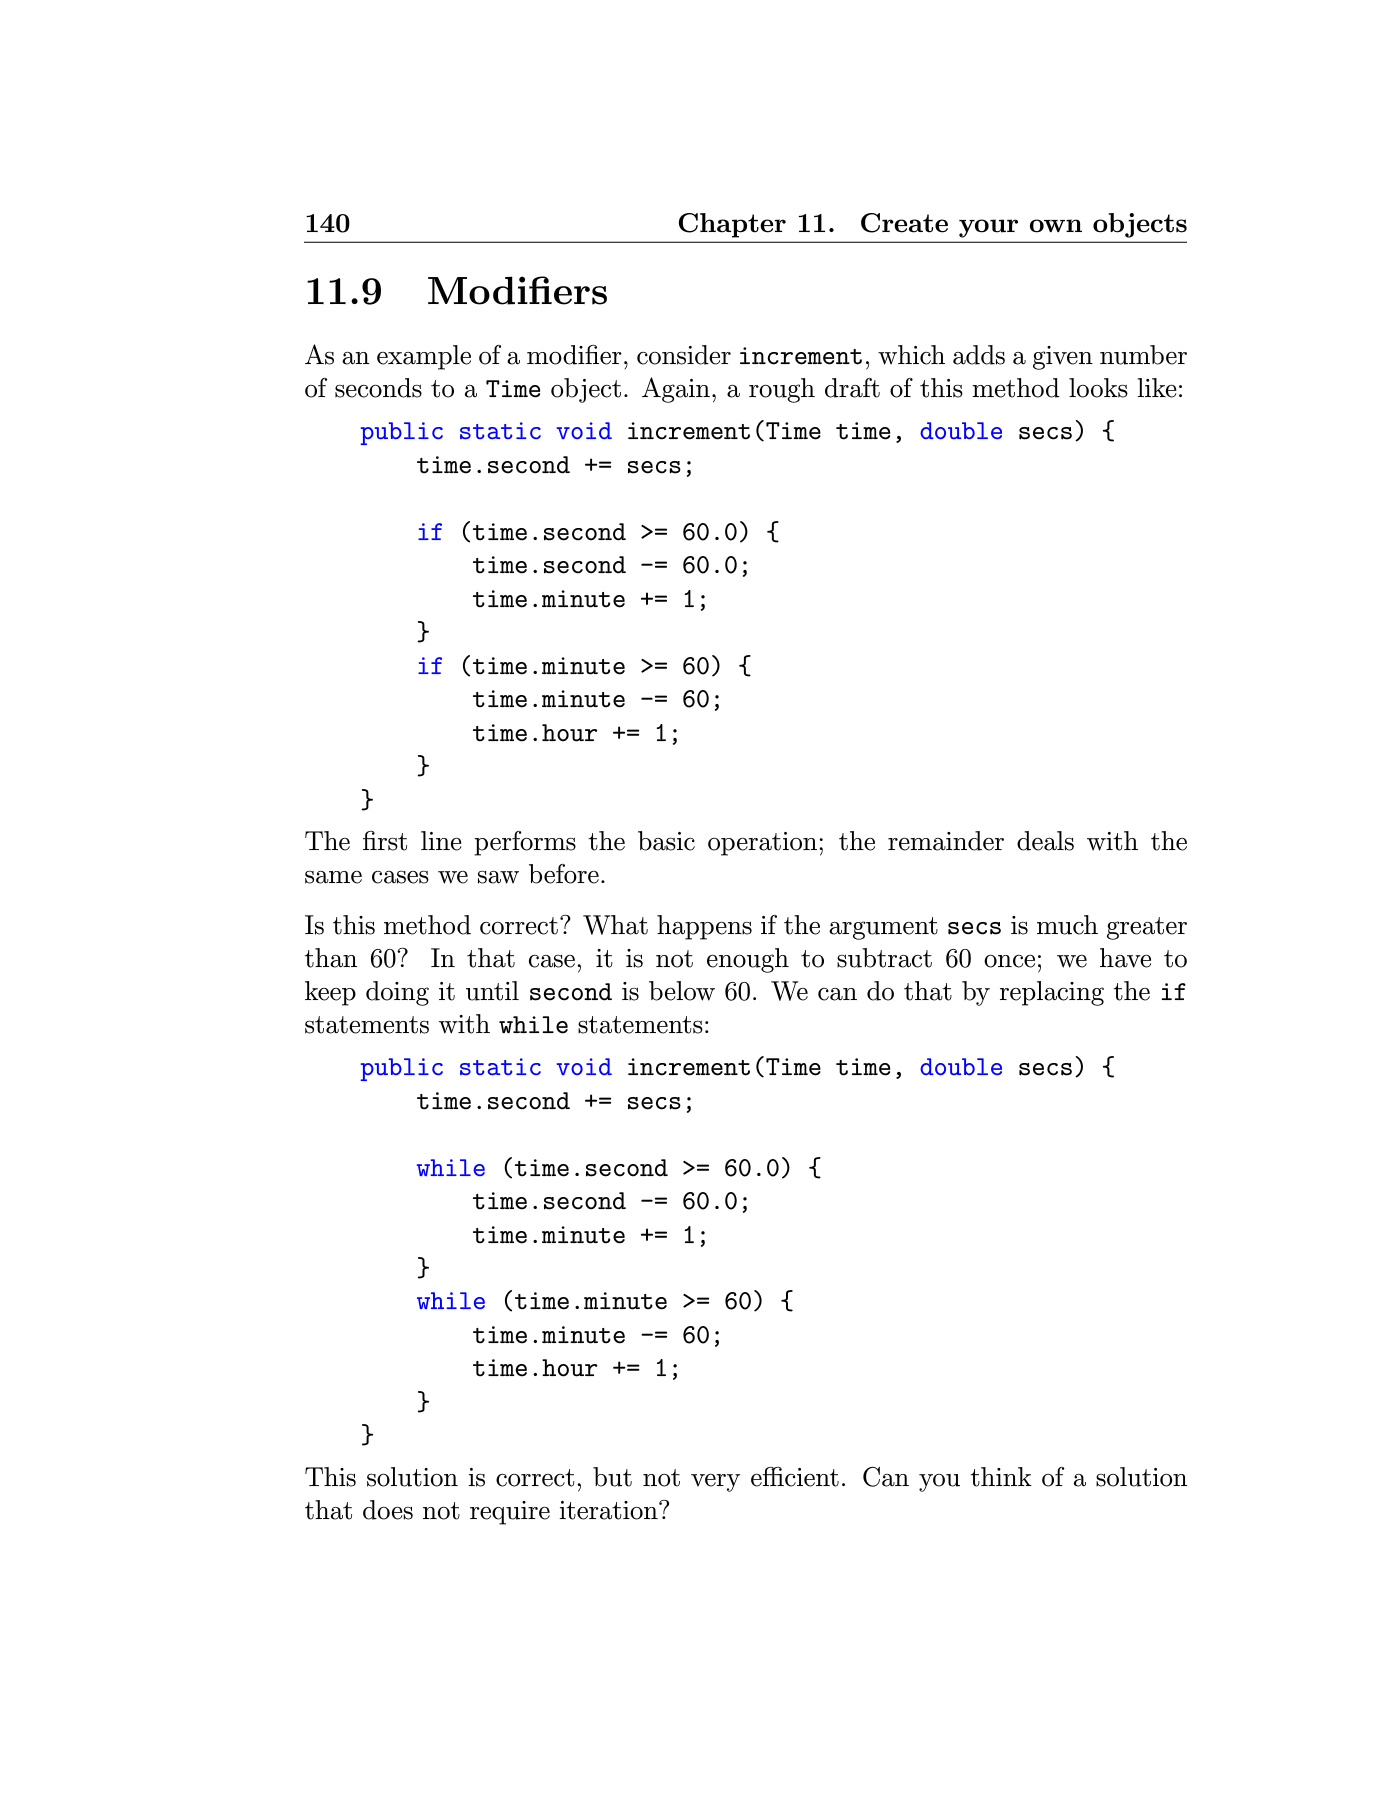 140 Chapter 11. Create your own objects
11.9 Modifiers
As an example of a modifier, consider increment, which adds a given number
of seconds to a Time object. Again, a rough draft of this method looks like:
public static void increment(Time time, double secs) {
    time.second += secs;

    if (time.second >= 60.0) {
        time.second -= 60.0;
        time.minute += 1;
    }
    if (time.minute >= 60) {
        time.minute -= 60;
        time.hour += 1;
    }
}
The first line performs the basic operation; the remainder deals with the
same cases we saw before.
Is this method correct? What happens if the argument secs is much greater
than 60? In that case, it is not enough to subtract 60 once; we have to
keep doing it until second is below 60. We can do that by replacing the if
statements with while statements:
public static void increment(Time time, double secs) {
    time.second += secs;

    while (time.second >= 60.0) {
        time.second -= 60.0;
        time.minute += 1;
    }
    while (time.minute >= 60) {
        time.minute -= 60;
        time.hour += 1;
    }
}
This solution is correct, but not very efficient. Can you think of a solution
that does not require iteration?